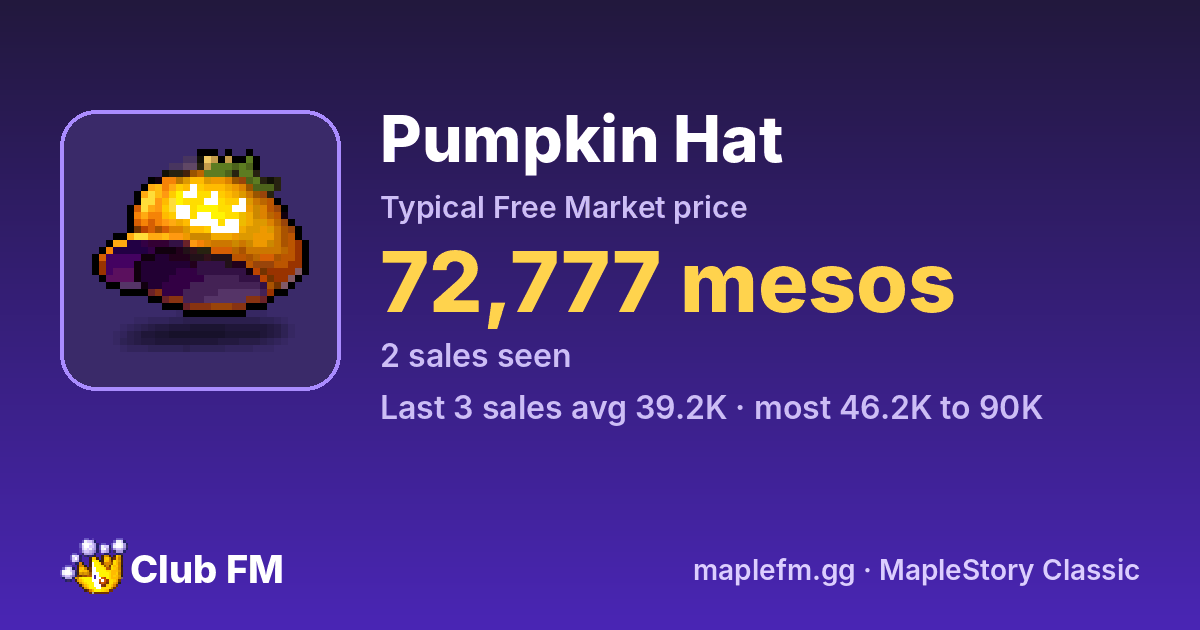 Pumpkin Hat
Typical Free Market price
72,777 mesos
2 sales seen
Last 3 sales avg 39.2K · most 46.2K to 90K
Club FM
maplefm.gg · MapleStory Classic